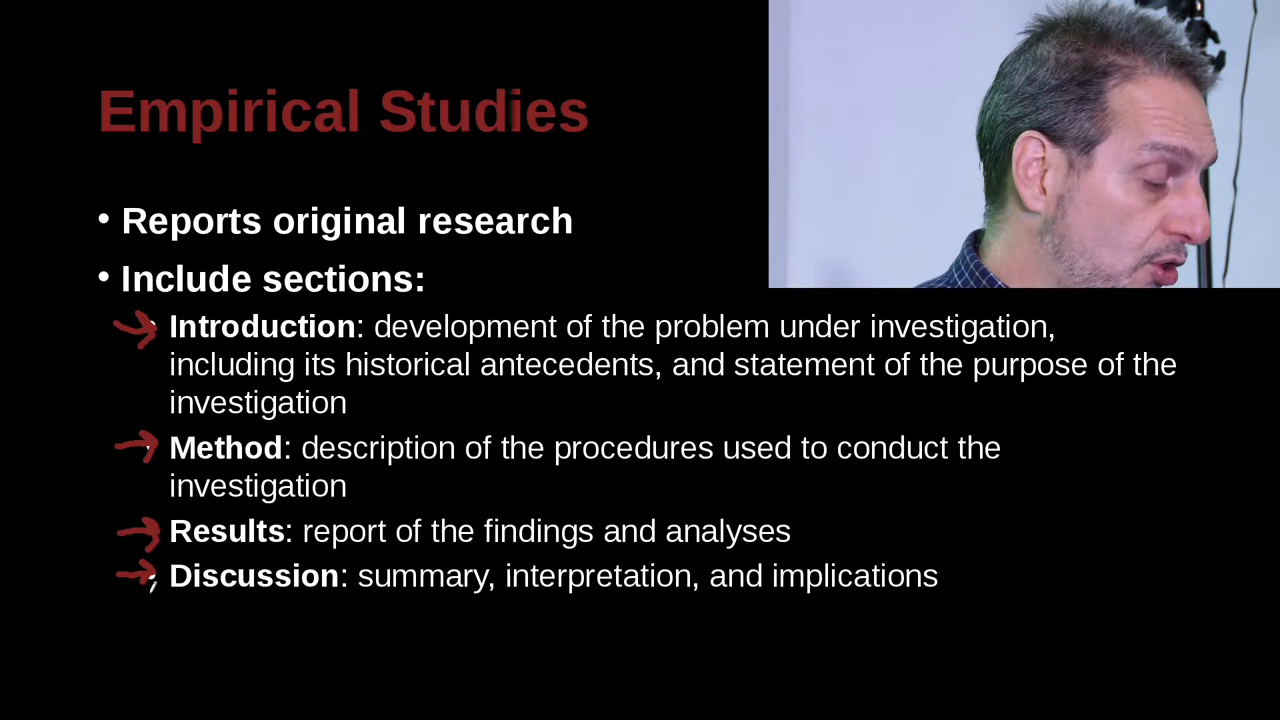 Empirical Studies
• Reports original research
• Include sections:
Introduction: development of the problem under investigation,
including its historical antecedents, and statement of the purpose of the
investigation
Method: description of the procedures used to conduct the
investigation
Results: report of the findings and analyses
Discussion: summary, interpretation, and implications